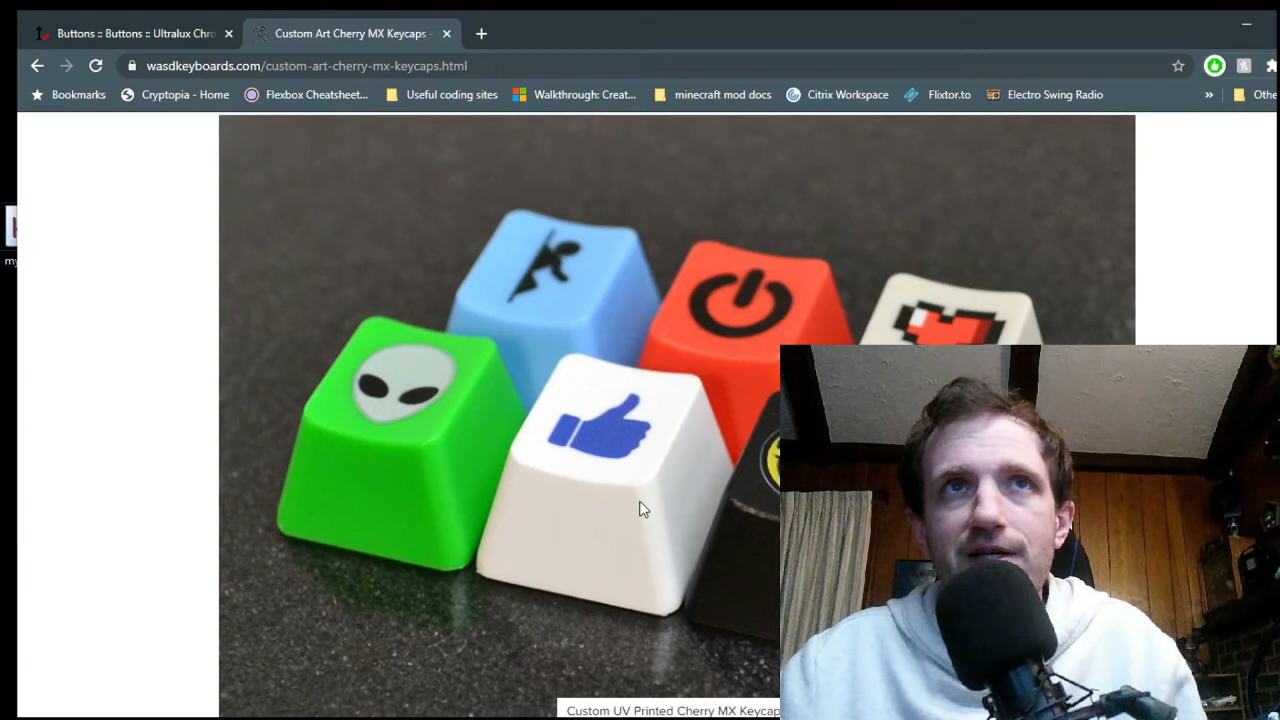 Buttons :: Buttons :: Ultralux Chro
Custom Art Cherry MX Keycaps -
wasdkeyboards.com/custom-art-cherry-mx-keycaps.html
Bookmarks
Cryptopia - Home
Flexbox Cheatsheet...
Useful coding sites
Walkthrough: Creat...
minecraft mod docs
Citrix Workspace
Flixtor.to
Electro Swing Radio
»
Othe
my
Custom UV Printed Cherry MX Keycaps